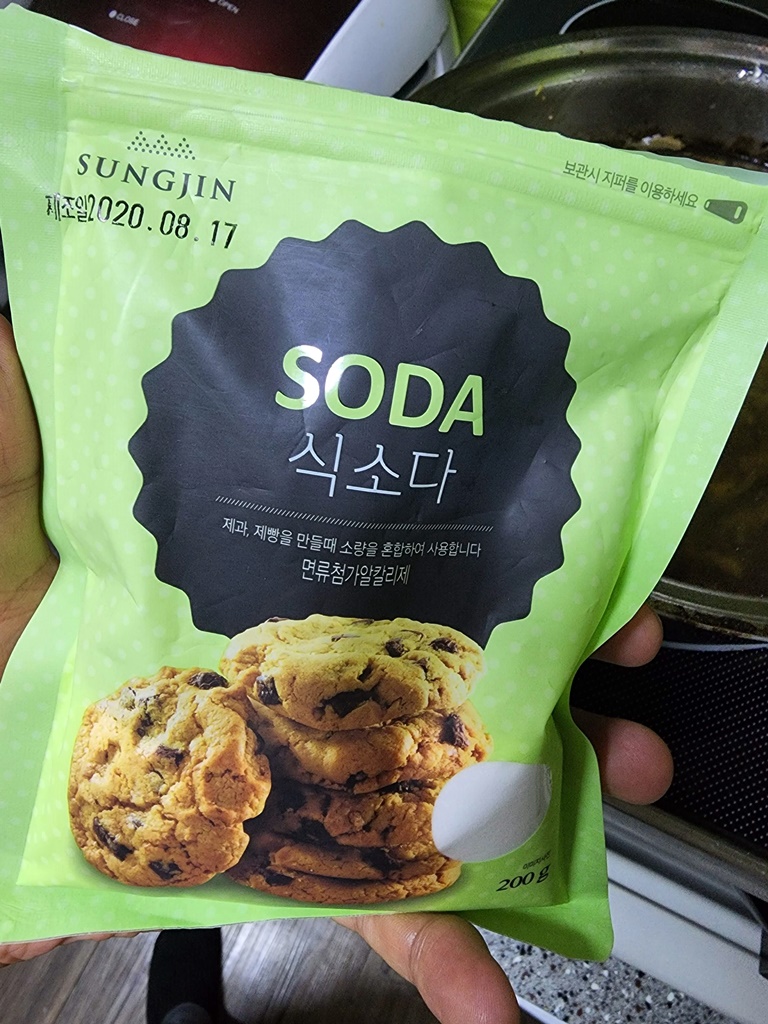 OPEN
CLOSE
SUNGJIN
보관시 지퍼를 이용하세요
제조일2020.08.17
SODA
식소다
제과, 제빵을 만들때 소량을 혼합하여 사용합니다
면류첨가알칼리제
200 g